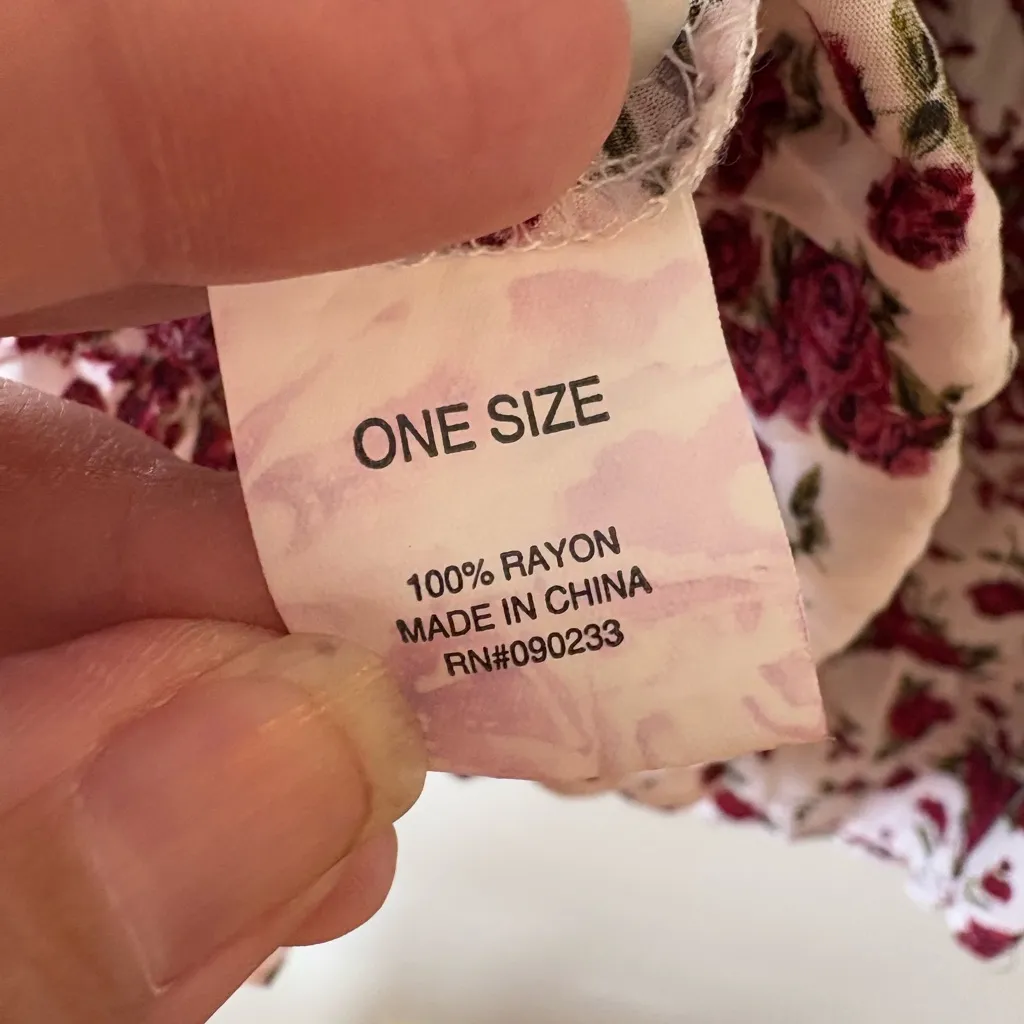 ONE SIZE
100% RAYON
MADE IN CHINA
RN#090233